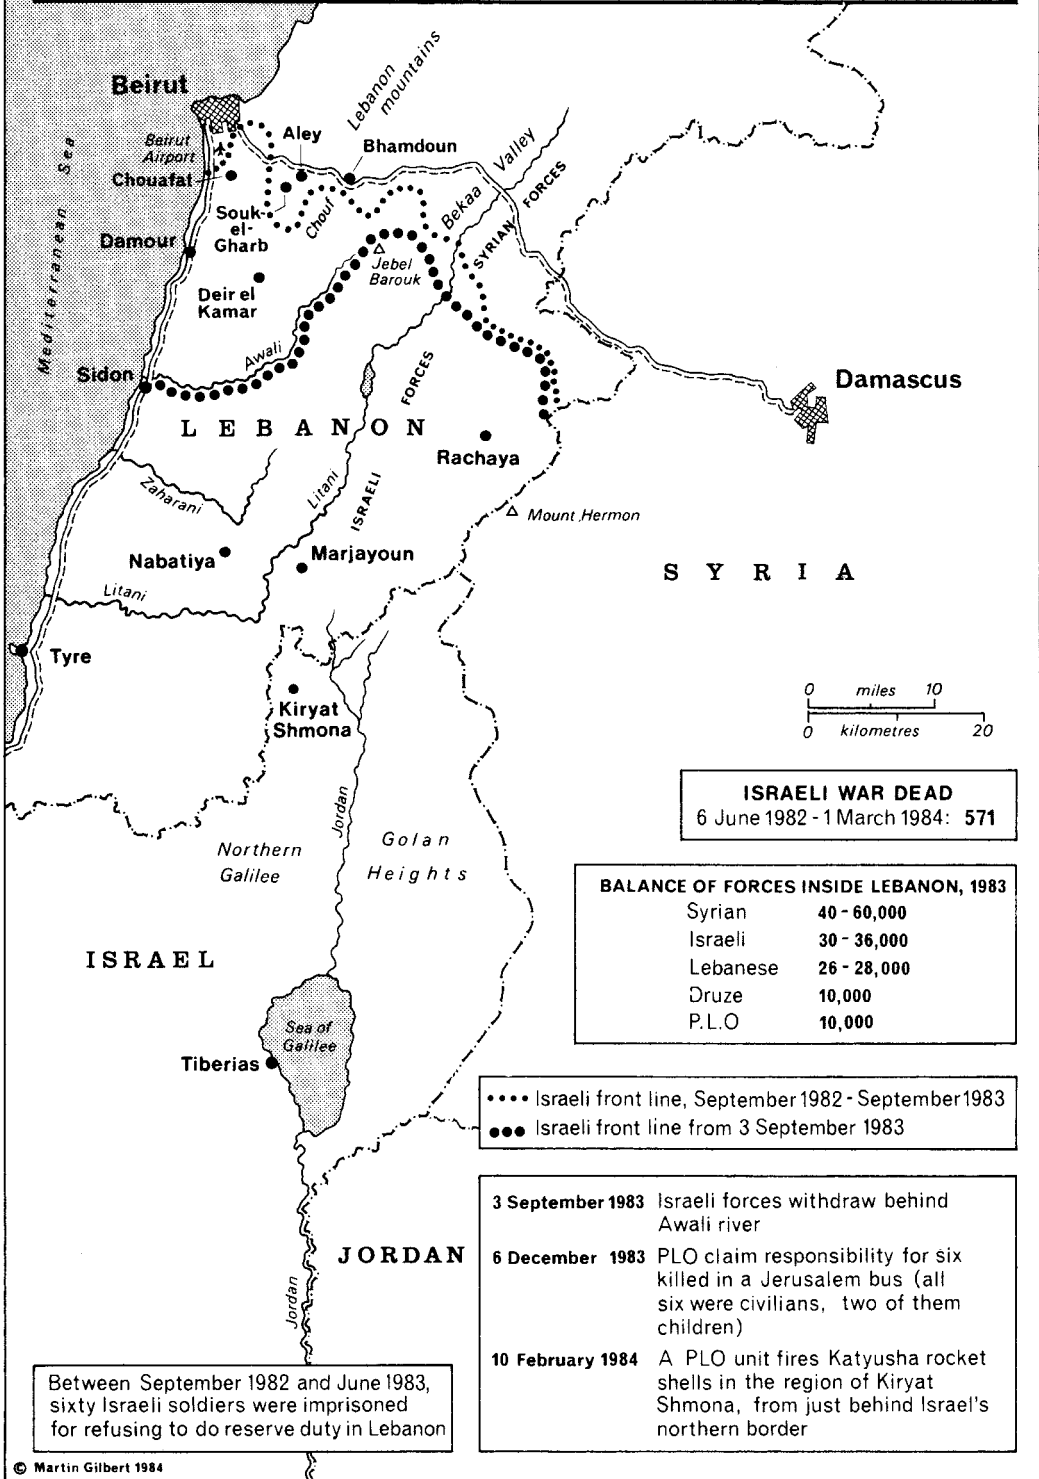 Beirut
Lebanon
mountains
Mediterranean Sea
Beirut
Airport
Aley
Bhamdoun
Chouafat
Souk-
el-
Gharb
Chouf
Bekaa Valley
SYRIAN FORCES
Damour
Jebel
Barouk
Deir el
Kamar
Awali
Sidon
ISRAELI FORCES
Damascus
LEBANON
Rachaya
Zaharani
Litani
Mount Hermon
Nabatiya
Marjayoun
SYRIA
Litani
Tyre
Kiryat
Shmona
0 miles 10
0 kilometres 20
ISRAELI WAR DEAD
6 June 1982 - 1 March 1984: 571
Jordan
Golan
Heights
Northern
Galilee
BALANCE OF FORCES INSIDE LEBANON, 1983
Syrian 40 - 60,000
Israeli 30 - 36,000
Lebanese 26 - 28,000
Druze 10,000
P.L.O 10,000
ISRAEL
Sea of
Galilee
Tiberias
Israeli front line, September 1982 - September 1983
Israeli front line from 3 September 1983
3 September 1983 Israeli forces withdraw behind
Awali river
6 December 1983 PLO claim responsibility for six
killed in a Jerusalem bus (all
six were civilians, two of them
children)
10 February 1984 A PLO unit fires Katyusha rocket
shells in the region of Kiryat
Shmona, from just behind Israel's
northern border
JORDAN
Jordan
Between September 1982 and June 1983,
sixty Israeli soldiers were imprisoned
for refusing to do reserve duty in Lebanon
© Martin Gilbert 1984